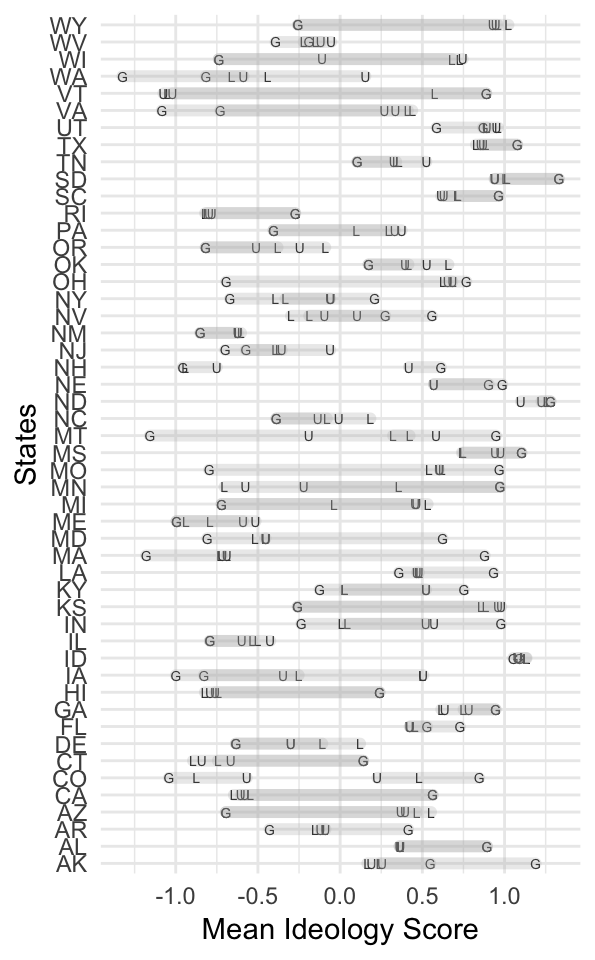 WY G UUU U
WV G LGU U U
WI G U L U U
WA G U L U L U
VT U U U U G
VA G G U U L U
UT G G U U U
TX U U U G
TN G U L U
SD U U L G
SC U U L G
RI U U U G
PA G L U U U
OR G U L U L
OK G U L U L
OH G U U U G
NY G L L U G
NV L L U U G G
NM G U U
NJ G G L U U
NH G L U U G
NE U G G
ND U U L G
NC G U L U L
MT G U L L U G
MS L U U G
MO G L U U G
MN L U U L G
MI G L U L
ME G L L U U
MD G L U G
MA G U U U G
LA G U U G
KY G L U G
KS G U L U U
IN G L L U U G
IL G U L L U
ID G L
IA G G U L U
HI U U U G
GA L U L U G
FL U L G G
DE G U L L
CT L U L U G
CO G L U U L G
CA L U U L G
AZ G U U L L
AR G L U U G
AL L U G
AK U U U G G
States
-1.0 -0.5 0.0 0.5 1.0
Mean Ideology Score